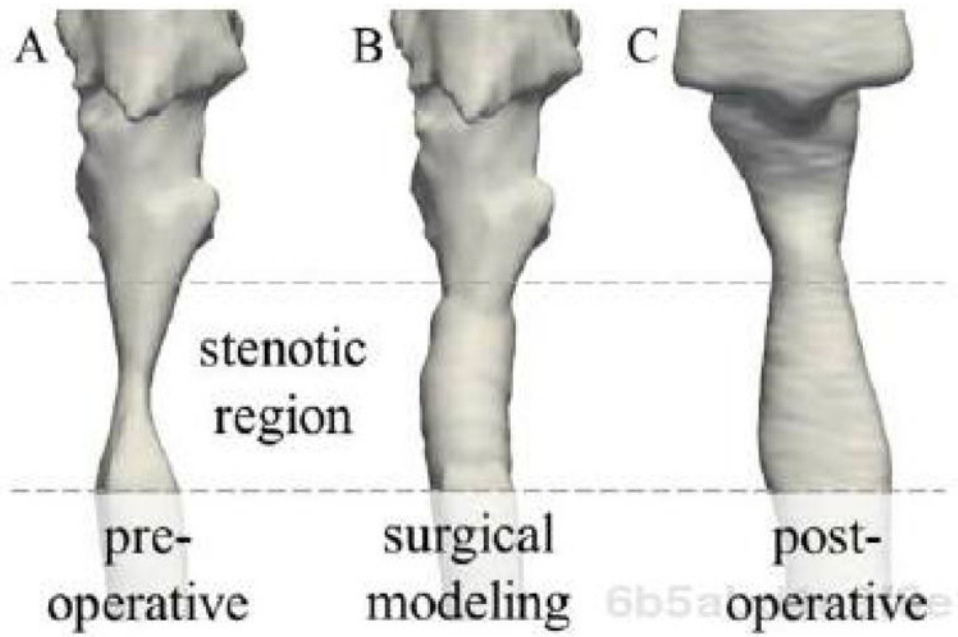 A
B
C
stenotic
region
pre-
operative
surgical
modeling
post-
operative